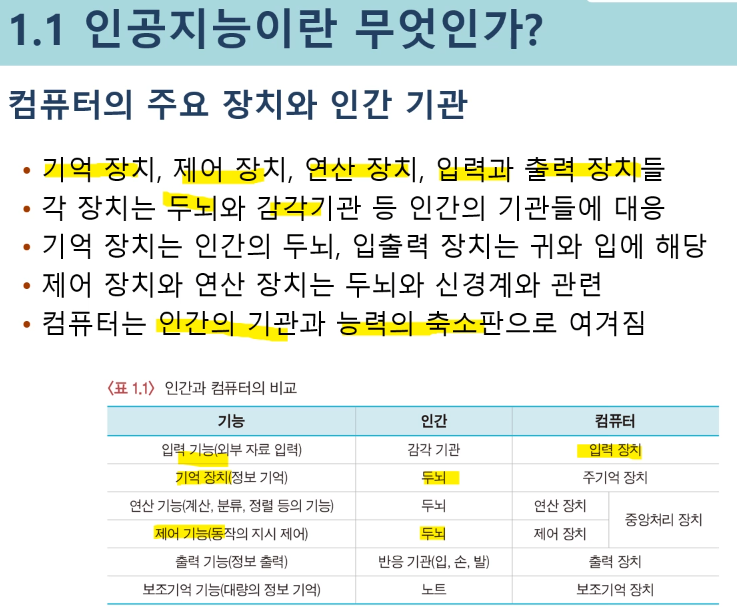 1.1 인공지능이란 무엇인가?
컴퓨터의 주요 장치와 인간 기관
• 기억 장치, 제어 장치, 연산 장치, 입력과 출력 장치들
• 각 장치는 두뇌와 감각기관 등 인간의 기관들에 대응
• 기억 장치는 인간의 두뇌, 입출력 장치는 귀와 입에 해당
• 제어 장치와 연산 장치는 두뇌와 신경계와 관련
• 컴퓨터는 인간의 기관과 능력의 축소판으로 여겨짐
〈표 1.1〉 인간과 컴퓨터의 비교
기능 인간 컴퓨터
입력 기능(외부 자료 입력) 감각 기관 입력 장치
기억 장치(정보 기억) 두뇌 주기억 장치
연산 기능(계산, 분류, 정렬 등의 기능) 두뇌 연산 장치
중앙처리 장치
제어 기능(동작의 지시 제어) 두뇌 제어 장치
출력 기능(정보 출력) 반응 기관(입, 손, 발) 출력 장치
보조기억 기능(대량의 정보 기억) 노트 보조기억 장치